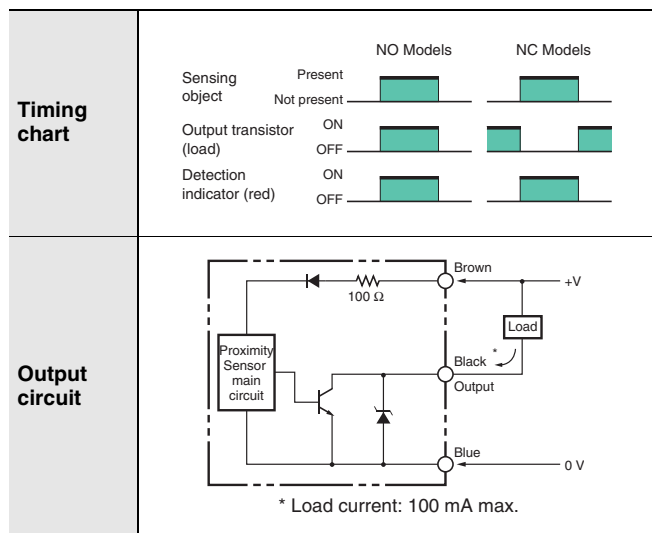 Timing
chart
NO Models
NC Models
Sensing
object
Present
Not present
Output transistor
(load)
ON
OFF
Detection
indicator (red)
ON
OFF
Output
circuit
Proximity
Sensor
main
circuit
100 Ω
Brown
+V
Load
*
Black
Output
Blue
0 V
* Load current: 100 mA max.